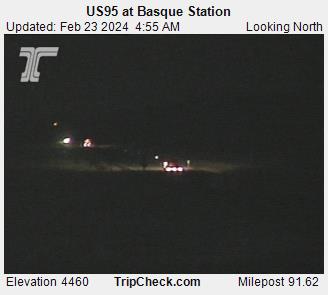 US95 at Basque Station
Updated: Feb 23 2024 4:55 AM Looking North
Elevation 4460 TripCheck.com Milepost 91.62